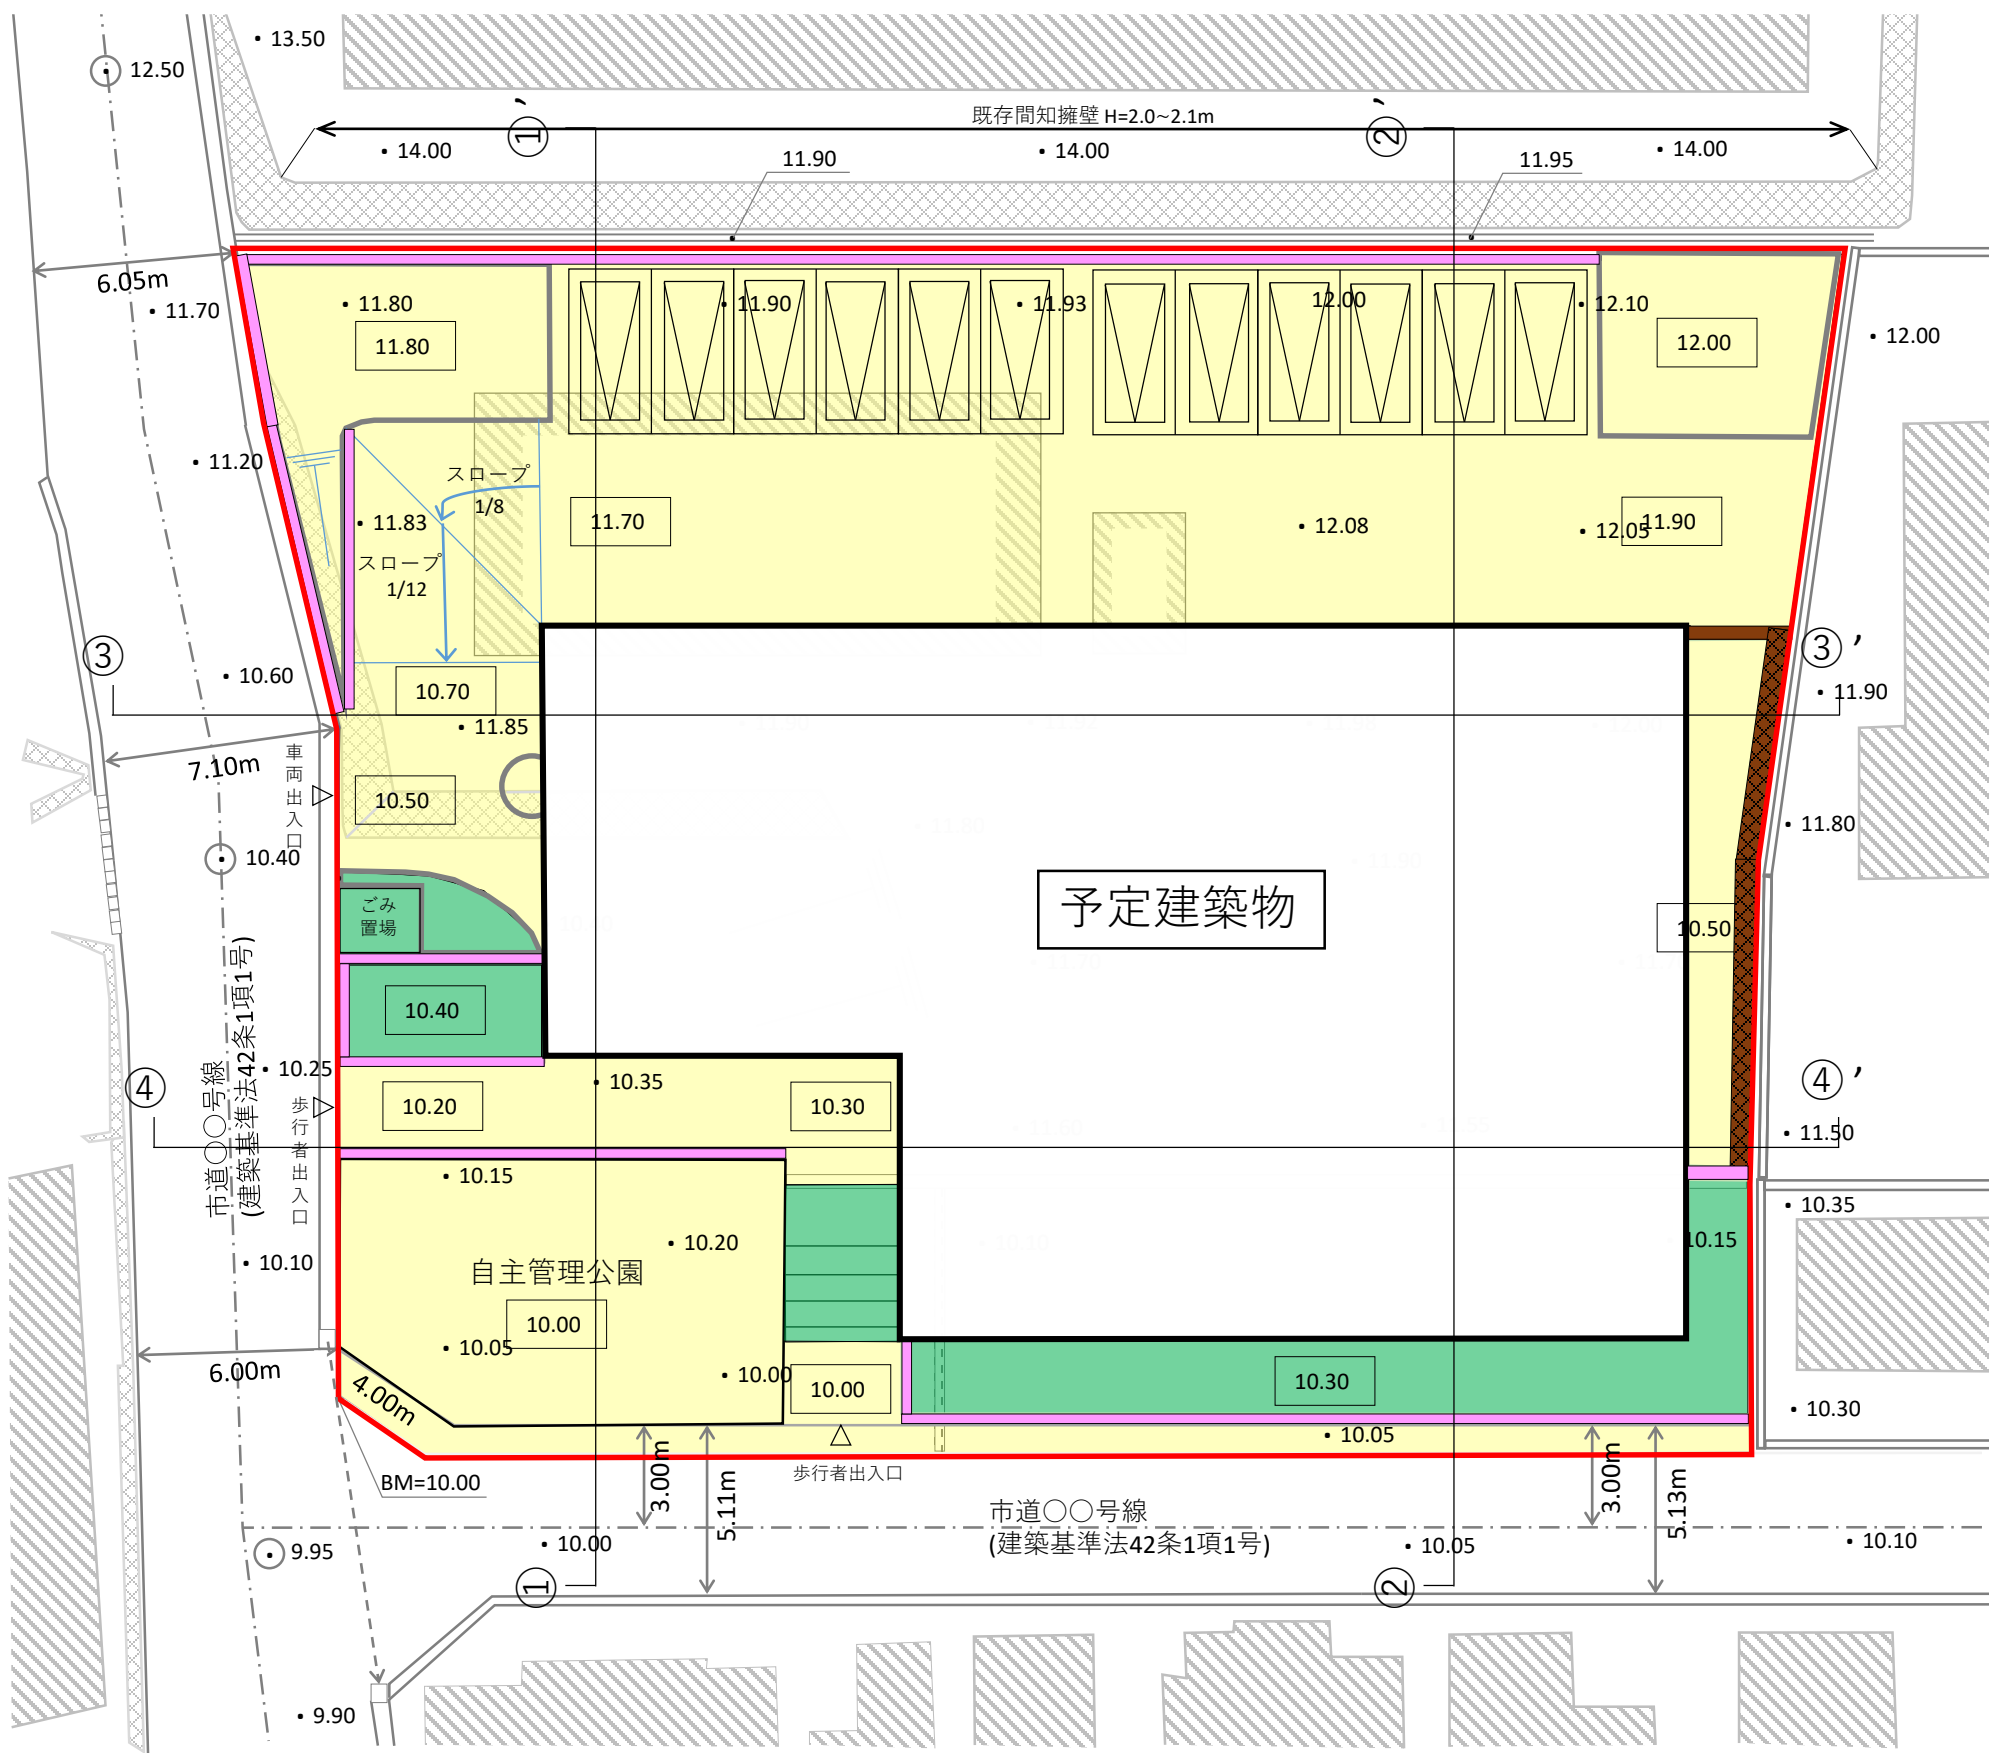 13.50
12.50
既存間知擁壁 H=2.0~2.1m
①’
②’
14.00
14.00
14.00
11.90
11.95
6.05m
11.70
11.80
11.90
11.93
12.00
12.10
11.80
12.00
12.00
11.20
スロープ
1/8
11.83
11.70
12.08
12.05
11.90
スロープ
1/12
③
③’
10.60
10.70
11.90
11.85
7.10m
車両出入口
10.50
11.80
10.40
ごみ
置場
予定建築物
10.50
市道○○号線
(建築基準法42条1項1号)
10.40
10.25
10.35
④
④’
歩行者出入口
10.20
10.30
11.50
10.15
10.35
10.20
10.15
10.10
自主管理公園
10.00
10.05
6.00m
4.00m
10.00
10.00
10.30
10.30
10.05
BM=10.00
歩行者出入口
3.00m
5.11m
3.00m
5.13m
市道○○号線
(建築基準法42条1項1号)
9.95
10.00
10.05
10.10
①
②
9.90